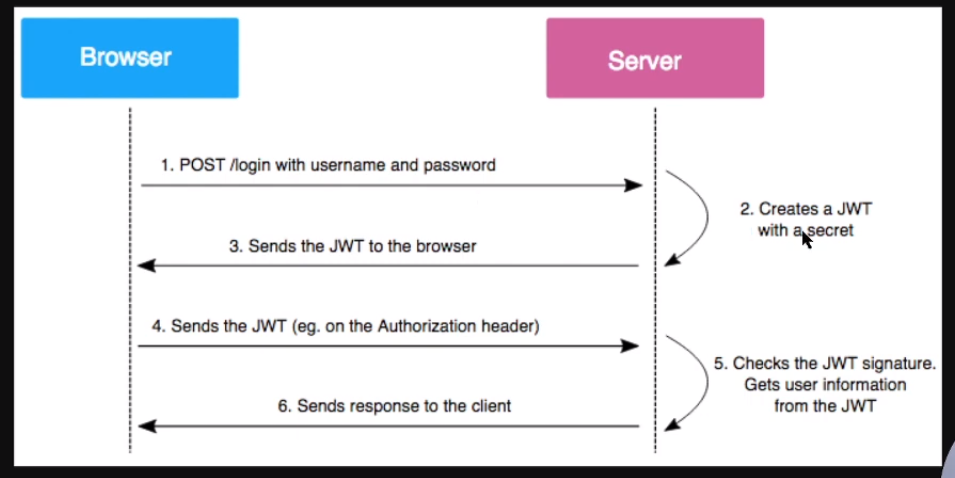 Browser
Server
1. POST /login with username and password
2. Creates a JWT
with a secret
3. Sends the JWT to the browser
4. Sends the JWT (eg. on the Authorization header)
5. Checks the JWT signature.
Gets user information
from the JWT
6. Sends response to the client